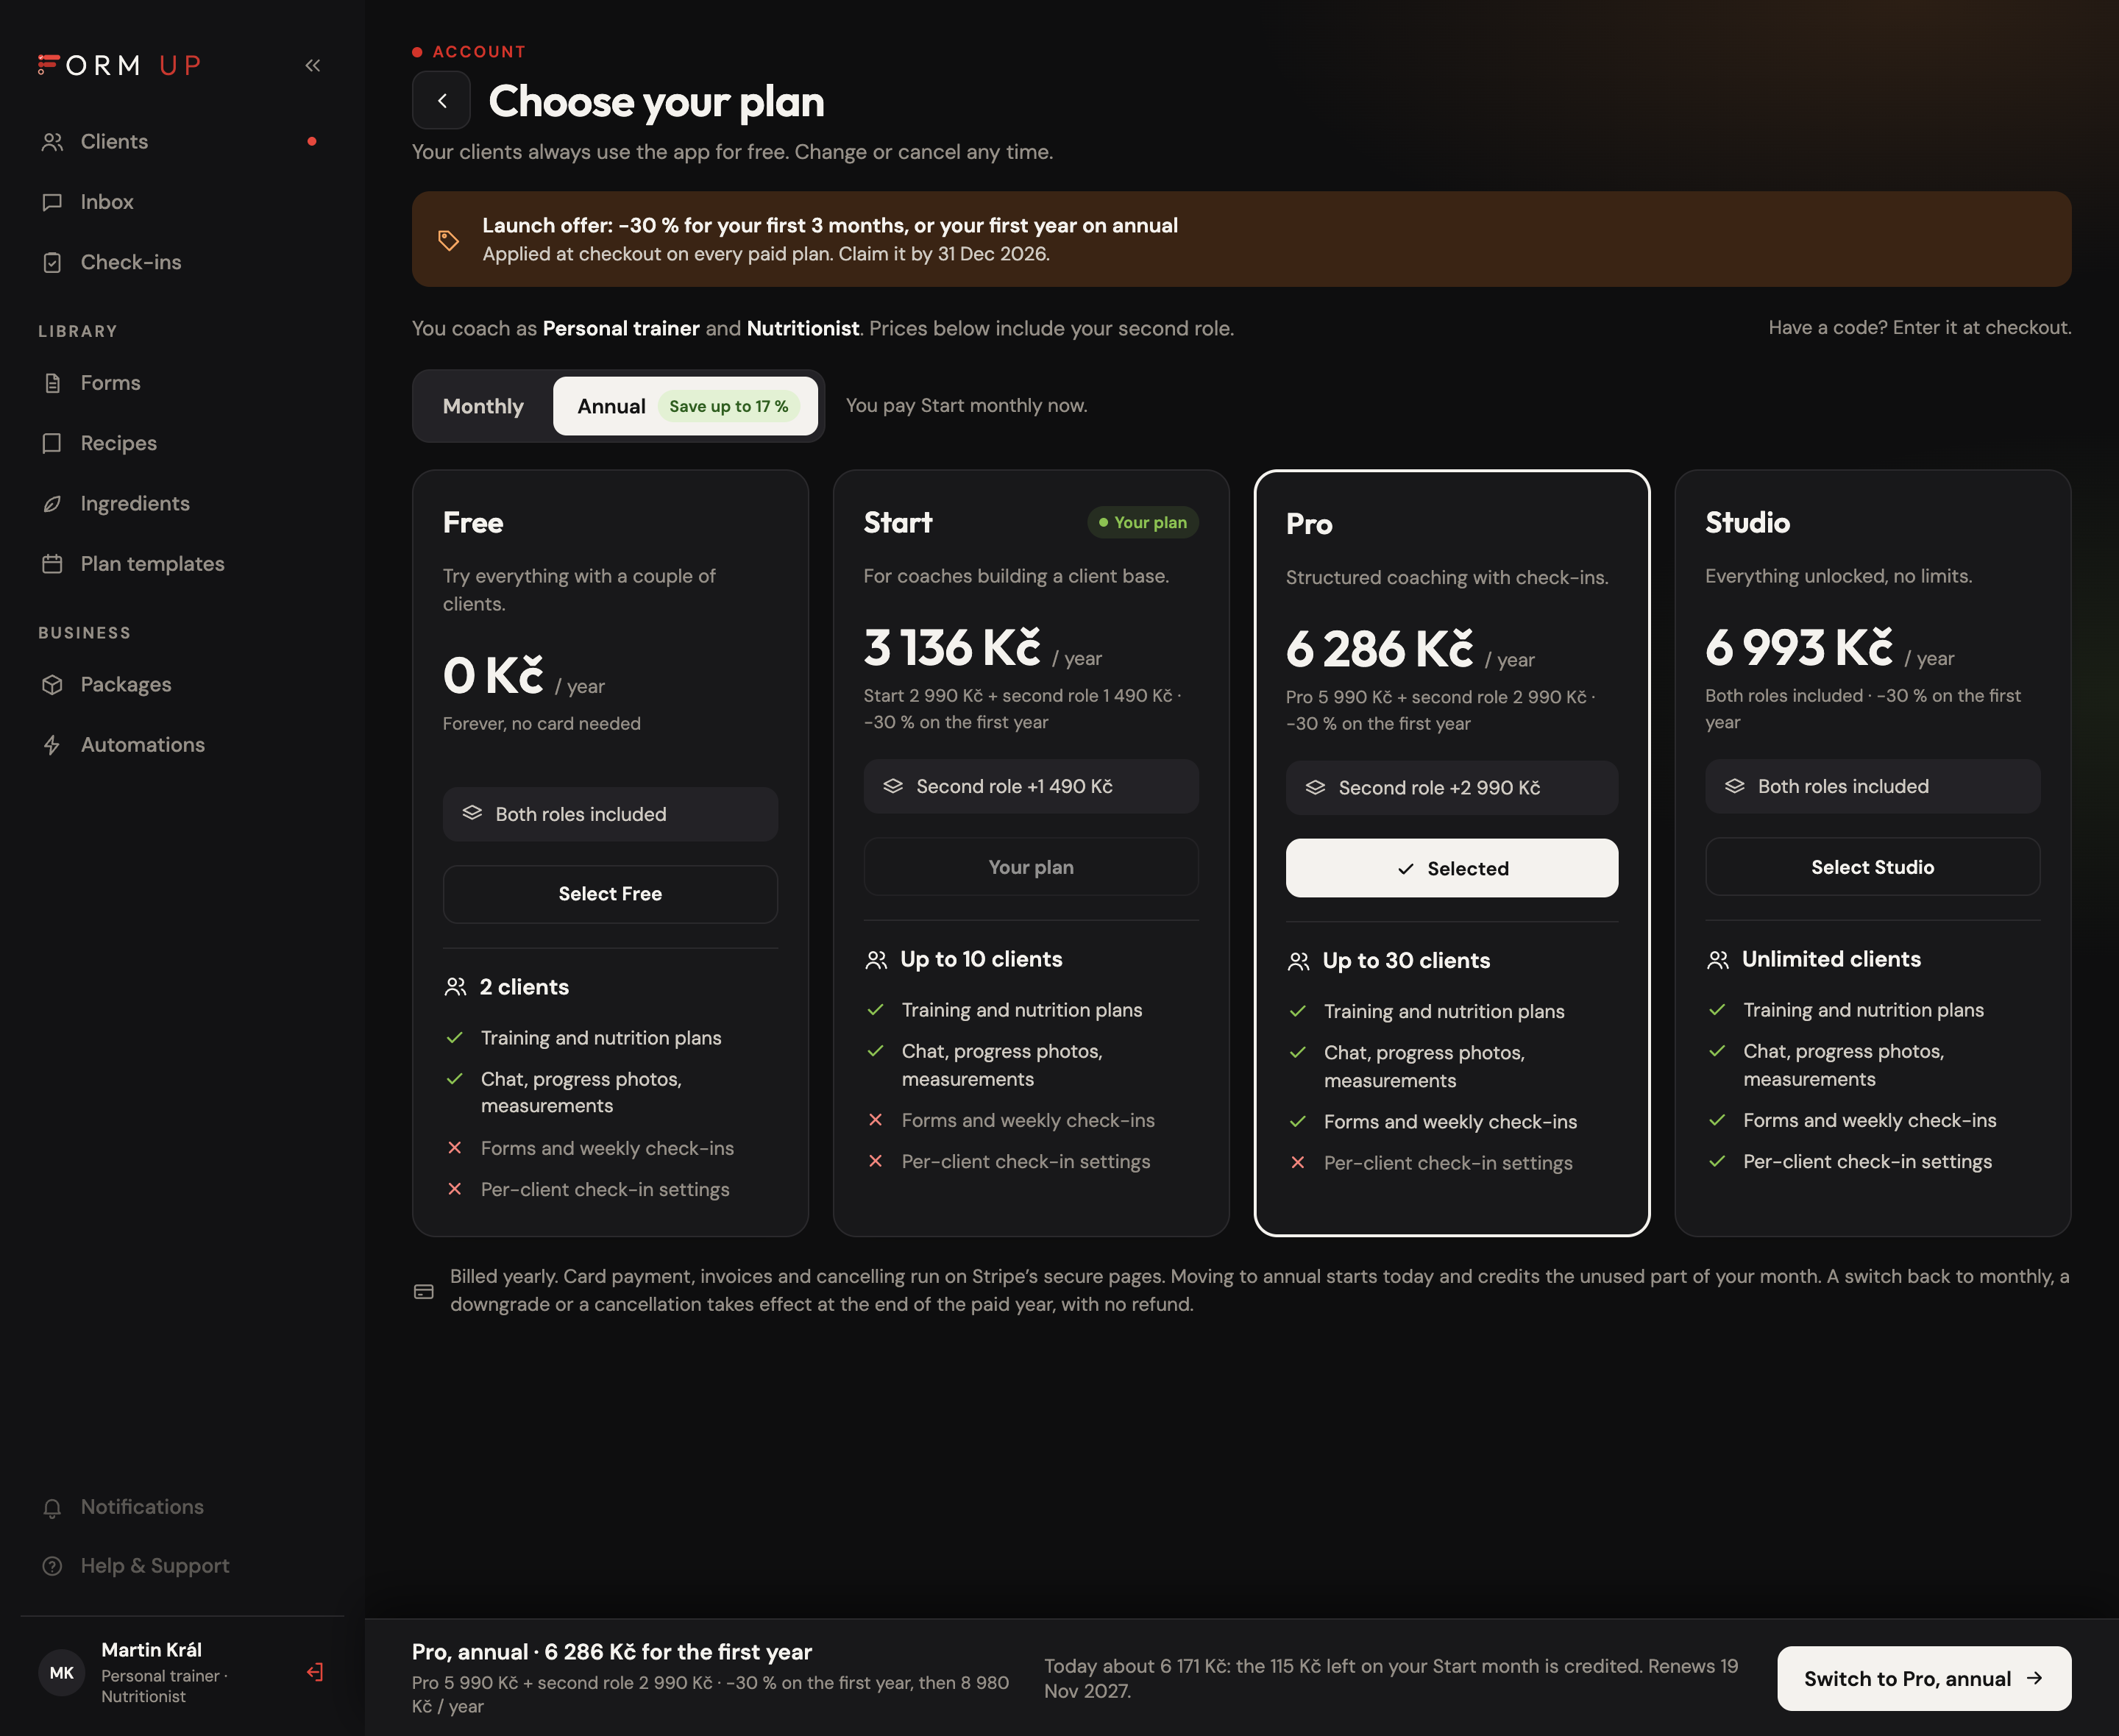 FORM UP
Clients
Inbox
Check-ins
LIBRARY
Forms
Recipes
Ingredients
Plan templates
BUSINESS
Packages
Automations
Notifications
Help & Support
MK
Martin Král
Personal trainer ·
Nutritionist
ACCOUNT
Choose your plan
Your clients always use the app for free. Change or cancel any time.
Launch offer: -30 % for your first 3 months, or your first year on annual
Applied at checkout on every paid plan. Claim it by 31 Dec 2026.
You coach as Personal trainer and Nutritionist. Prices below include your second role.
Have a code? Enter it at checkout.
Monthly
Annual Save up to 17 %
You pay Start monthly now.
Free
Try everything with a couple of
clients.
0 Kč / year
Forever, no card needed
Both roles included
Select Free
2 clients
Training and nutrition plans
Chat, progress photos,
measurements
Forms and weekly check-ins
Per-client check-in settings
Start
Your plan
For coaches building a client base.
3 136 Kč / year
Start 2 990 Kč + second role 1 490 Kč ·
-30 % on the first year
Second role +1 490 Kč
Your plan
Up to 10 clients
Training and nutrition plans
Chat, progress photos,
measurements
Forms and weekly check-ins
Per-client check-in settings
Pro
Structured coaching with check-ins.
6 286 Kč / year
Pro 5 990 Kč + second role 2 990 Kč ·
-30 % on the first year
Second role +2 990 Kč
Selected
Up to 30 clients
Training and nutrition plans
Chat, progress photos,
measurements
Forms and weekly check-ins
Per-client check-in settings
Studio
Everything unlocked, no limits.
6 993 Kč / year
Both roles included · -30 % on the first
year
Both roles included
Select Studio
Unlimited clients
Training and nutrition plans
Chat, progress photos,
measurements
Forms and weekly check-ins
Per-client check-in settings
Billed yearly. Card payment, invoices and cancelling run on Stripe's secure pages. Moving to annual starts today and credits the unused part of your month. A switch back to monthly, a
downgrade or a cancellation takes effect at the end of the paid year, with no refund.
Pro, annual · 6 286 Kč for the first year
Pro 5 990 Kč + second role 2 990 Kč · -30 % on the first year, then 8 980
Kč / year
Today about 6 171 Kč: the 115 Kč left on your Start month is credited. Renews 19
Nov 2027.
Switch to Pro, annual